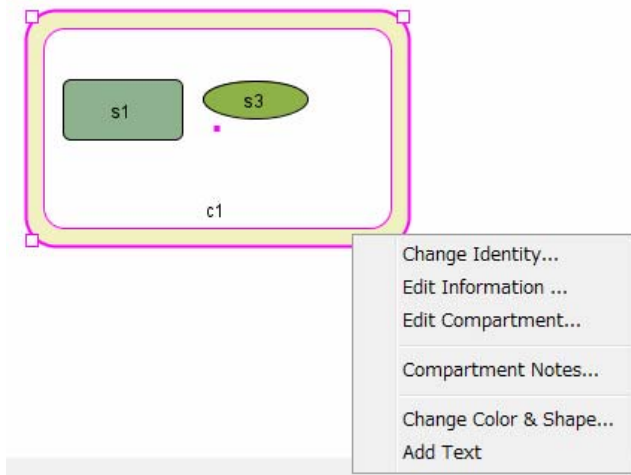 s1
s3
c1
Change Identity...
Edit Information ...
Edit Compartment...
Compartment Notes...
Change Color & Shape...
Add Text